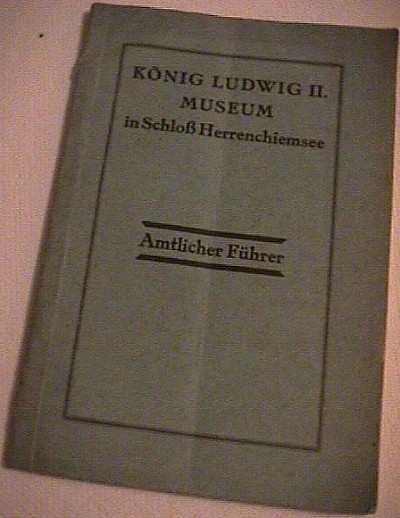 KÖNIG LUDWIG II.
MUSEUM
in Schloß Herrenchiemsee
Amtlicher Führer